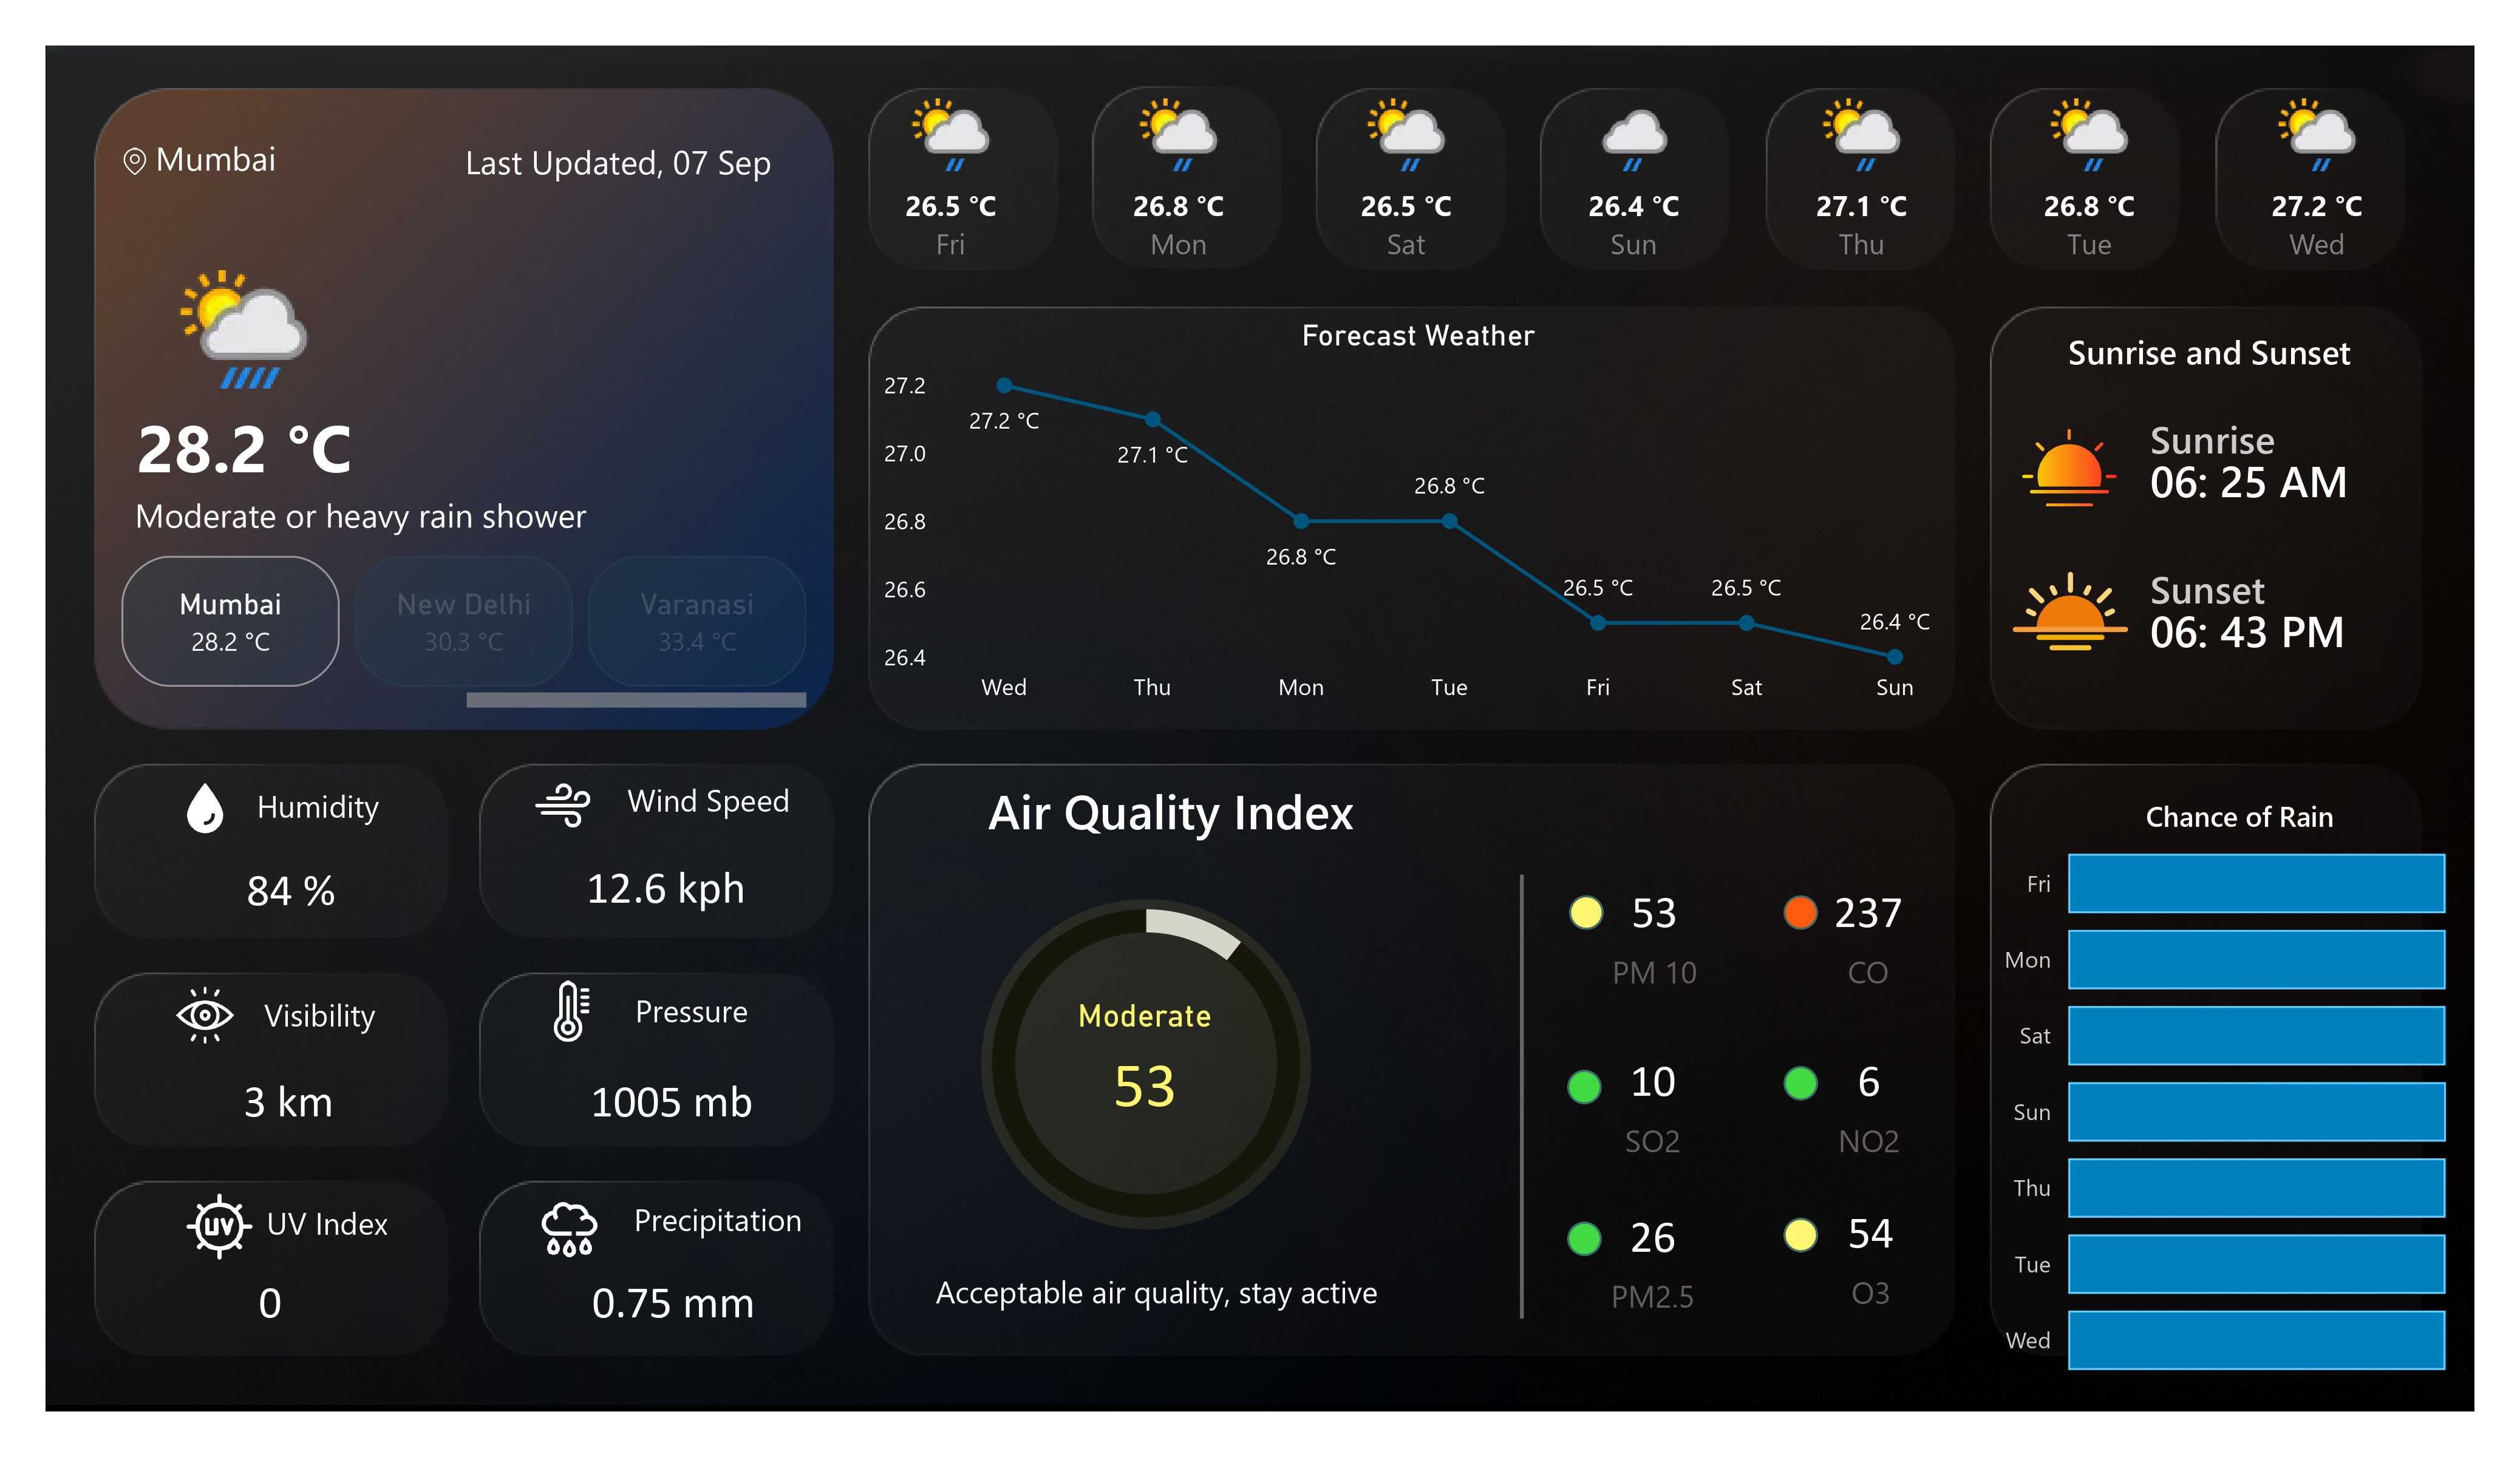 Mumbai
Last Updated, 07 Sep
28.2 °C
Moderate or heavy rain shower
Mumbai
28.2 °C
New Delhi
30.3 °C
Varanasi
33.4 °C
26.5 °C
Fri
26.8 °C
Mon
26.5 °C
Sat
26.4 °C
Sun
27.1 °C
Thu
26.8 °C
Tue
27.2 °C
Wed
Forecast Weather
27.2
27.0
26.8
26.6
26.4
27.2 °C
27.1 °C
26.8 °C
26.8 °C
26.5 °C
26.5 °C
26.4 °C
Wed
Thu
Mon
Tue
Fri
Sat
Sun
Sunrise and Sunset
Sunrise
06: 25 AM
Sunset
06: 43 PM
Humidity
84 %
Wind Speed
12.6 kph
Visibility
3 km
Pressure
1005 mb
UV
UV Index
0
Precipitation
0.75 mm
Air Quality Index
Moderate
53
Acceptable air quality, stay active
53
PM 10
237
CO
10
SO2
6
NO2
26
PM2.5
54
O3
Chance of Rain
Fri
Mon
Sat
Sun
Thu
Tue
Wed